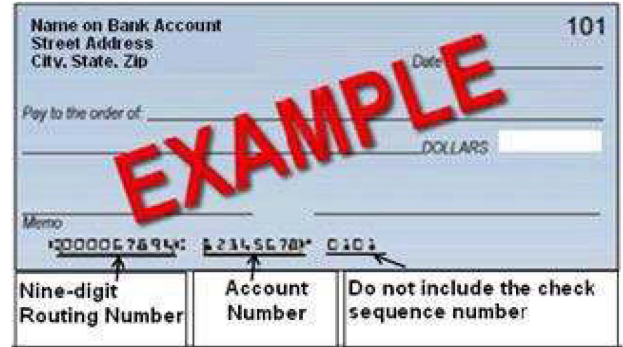 Name on Bank Account 101
Street Address
City, State, Zip Date
Pay to the order of:
DOLLARS
EXAMPLE
Memo
0101
Nine-digit Account Do not include the check
Routing Number Number sequence number